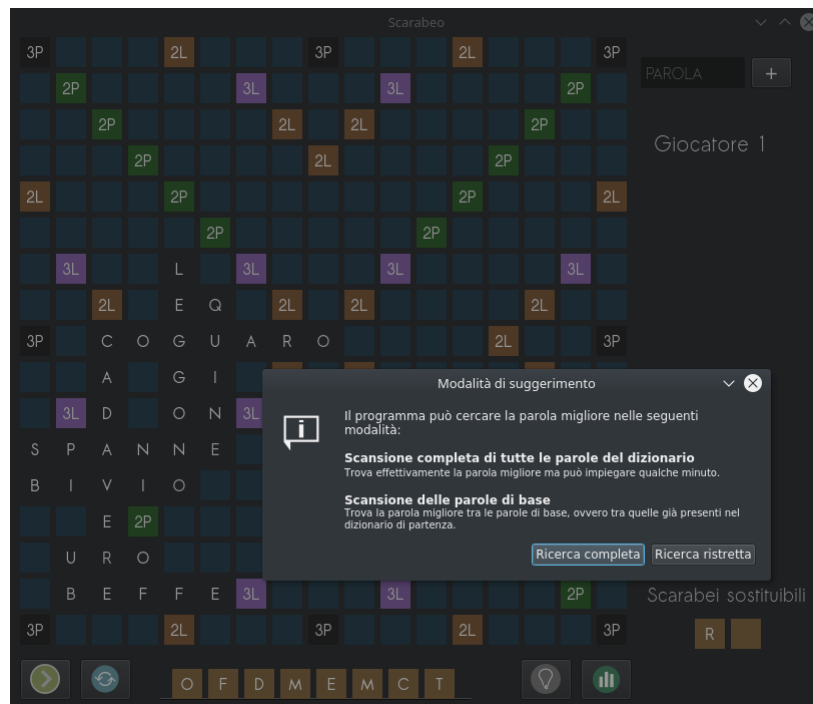 Scarabeo
3P 2L 3P 2L 3P
2P 3L 3L 2P PAROLA +
2P 2L 2L 2P
2P 2L 2P Giocatore 1
2L 2P 2P 2L
2P 2P
3L L 3L 3L 3L
2L E Q 2L 2L 2L
3P C O G U A R O 2L 3P
A G I
3L D O N 3L
S P A N N E
B I V I O
E 2P
U R O
B E F F E 3L 3L 2P
3P 2L 3P 2L 3P
Modalità di suggerimento
Il programma può cercare la parola migliore nelle seguenti
modalità:
Scansione completa di tutte le parole del dizionario
Trova effettivamente la parola migliore ma può impiegare qualche minuto.
Scansione delle parole di base
Trova la parola migliore tra le parole di base, ovvero tra quelle già presenti nel
dizionario di partenza.
Ricerca completa Ricerca ristretta
Scarabei sostituibili
R
O F D M E M C T